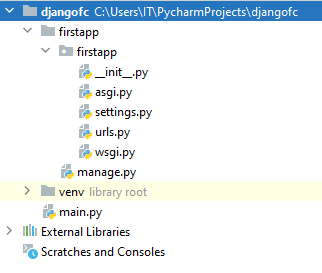 djangofc C:\Users\IT\PycharmProjects\djangofc
firstapp
firstapp
__init__.py
asgi.py
settings.py
urls.py
wsgi.py
manage.py
venv library root
main.py
External Libraries
Scratches and Consoles